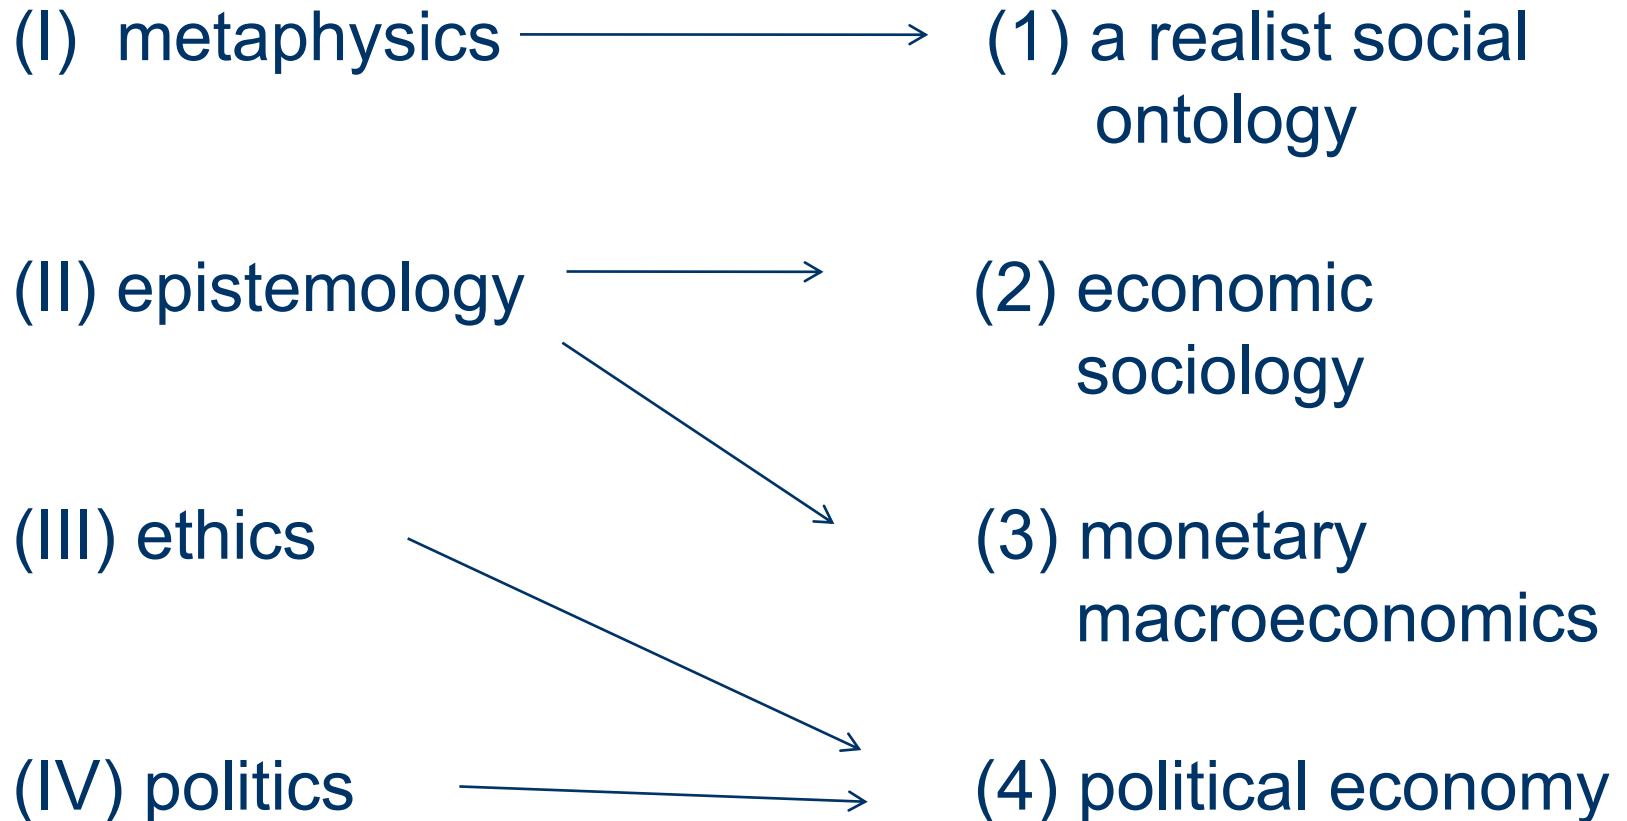 (I) metaphysics
(1) a realist social
ontology
(II) epistemology
(2) economic
sociology
(III) ethics
(3) monetary
macroeconomics
(IV) politics
(4) political economy